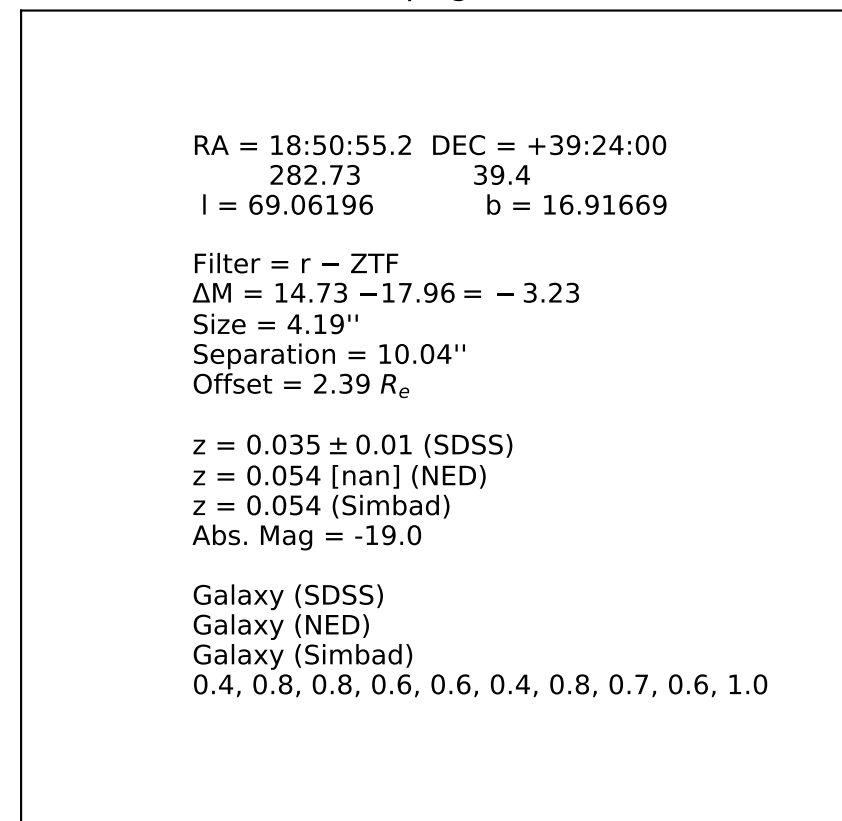 RA = 18:50:55.2 DEC = +39:24:00
282.73 39.4
l = 69.06196 b = 16.91669
Filter = r − ZTF
ΔM = 14.73 −17.96 = − 3.23
Size = 4.19''
Separation = 10.04''
Offset = 2.39 Re
z = 0.035 ± 0.01 (SDSS)
z = 0.054 [nan] (NED)
z = 0.054 (Simbad)
Abs. Mag = -19.0
Galaxy (SDSS)
Galaxy (NED)
Galaxy (Simbad)
0.4, 0.8, 0.8, 0.6, 0.6, 0.4, 0.8, 0.7, 0.6, 1.0